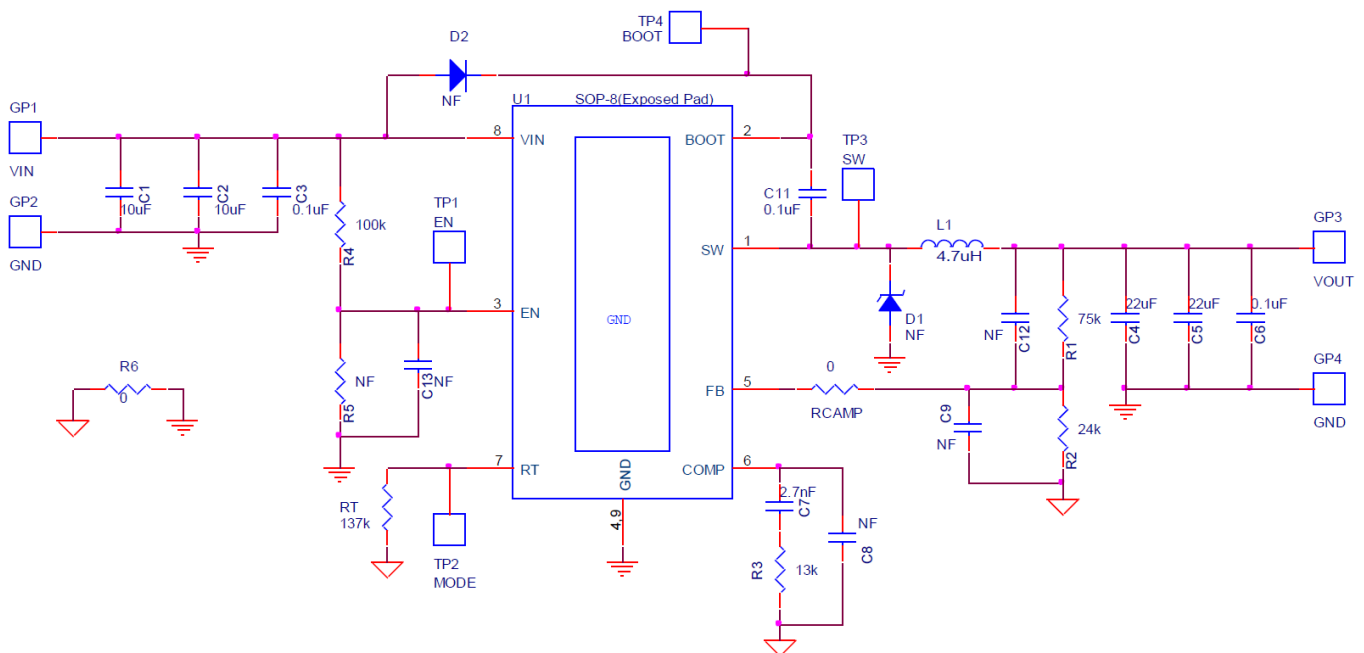 TP4
BOOT
D2
NF
U1
SOP-8(Exposed Pad)
GP1
VIN
GP2
GND
C1
10uF
C2
10uF
C3
0.1uF
100k
R4
TP1
EN
8
VIN
BOOT
2
C11
0.1uF
TP3
SW
SW
1
L1
4.7uH
GP3
VOUT
3
EN
GND
D1
NF
NF
C12
75k
R1
22uF
C4
22uF
C5
0.1uF
C6
GP4
GND
R6
0
NF
R5
C13
NF
FB
5
0
RCAMP
C9
NF
24k
R2
7
RT
GND
4,9
COMP
6
RT
137k
TP2
MODE
2.7nF
C7
R3
13k
NF
C8